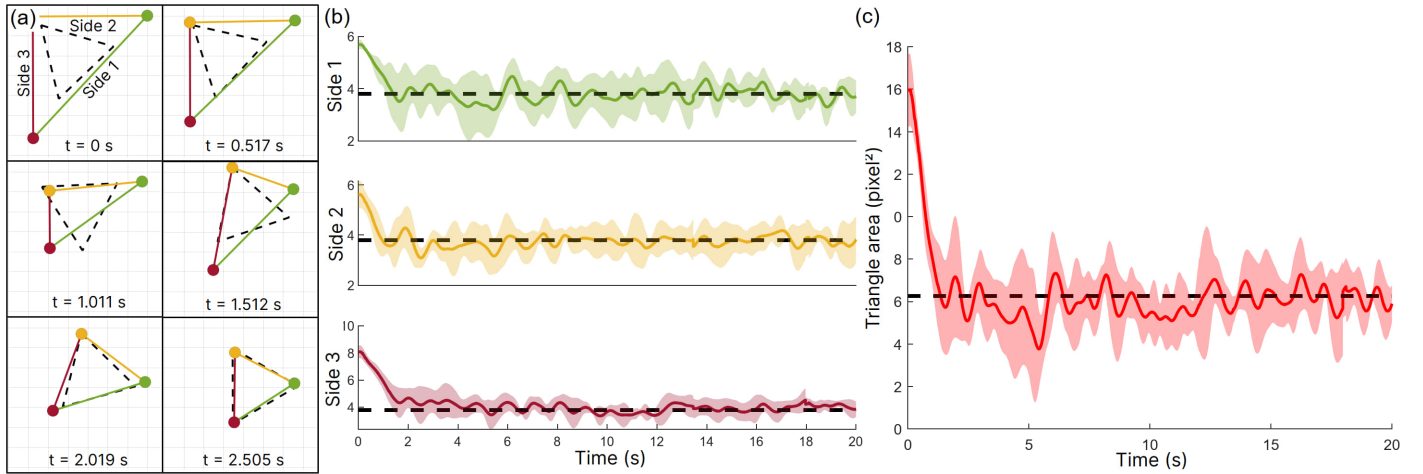 (a)
Side 2
Side 3
Side 1
t = 0 s
t = 0.517 s
t = 1.011 s
t = 1.512 s
t = 2.019 s
t = 2.505 s
(b)
Side 1
6
4
2
Side 2
6
4
2
Side 3
10
8
6
4
0 2 4 6 8 10 12 14 16 18 20
Time (s)
(c)
Triangle area (pixel²)
18
16
14
12
0
8
6
4
2
0
0 5 10 15 20
Time (s)